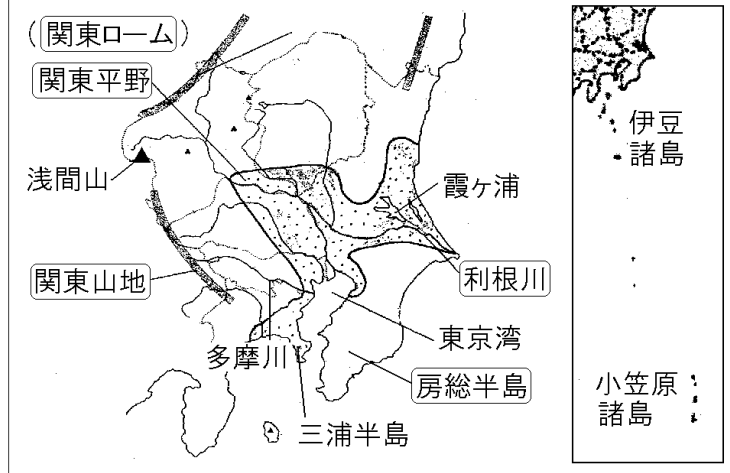 (関東ローム)
関東平野
浅間山
関東山地
多摩川
三浦半島
房総半島
東京湾
利根川
霞ヶ浦
伊豆
諸島
小笠原
諸島